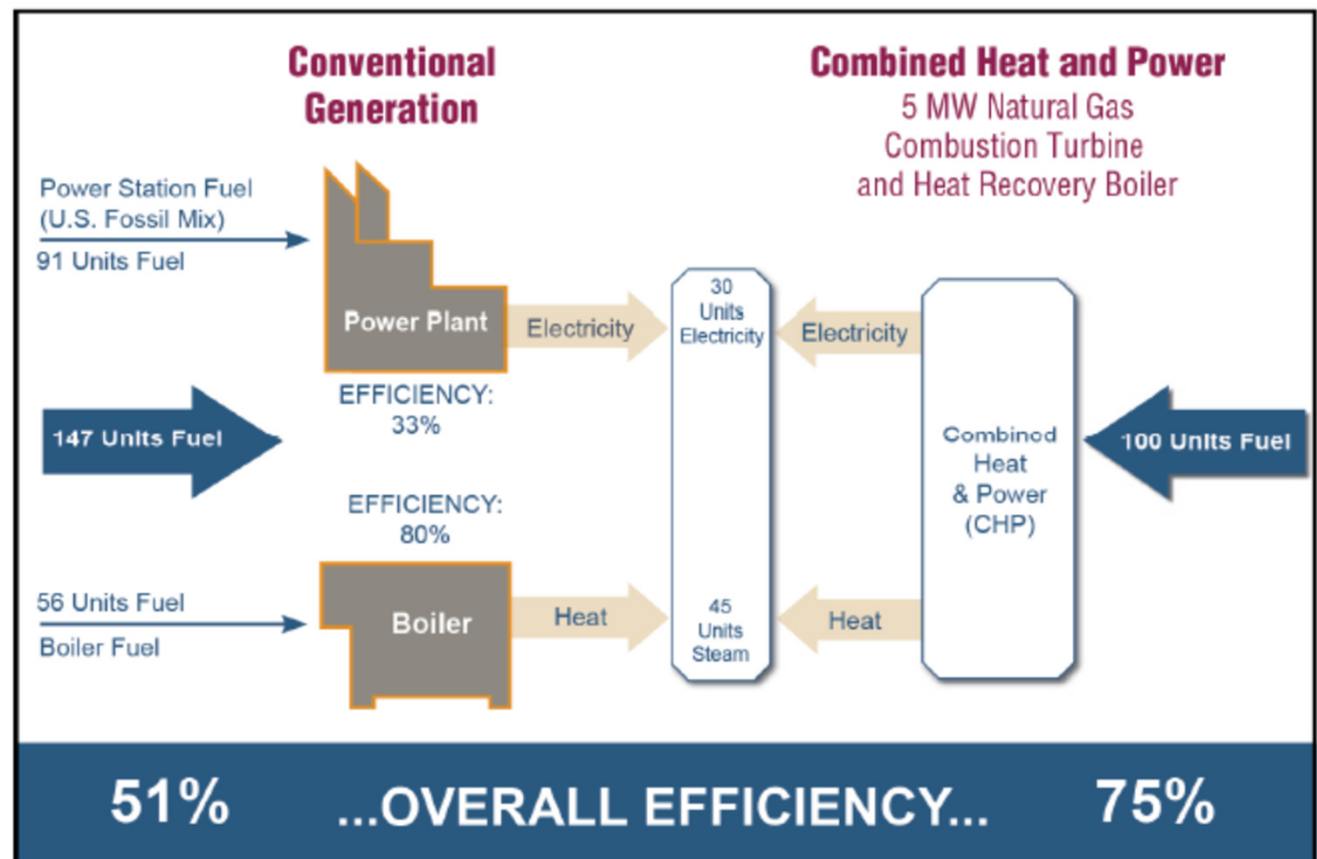 Conventional
Generation
Combined Heat and Power
5 MW Natural Gas
Combustion Turbine
and Heat Recovery Boiler
Power Station Fuel
(U.S. Fossil Mix)
91 Units Fuel
Power Plant
Electricity
30
Units
Electricity
Electricity
EFFICIENCY:
33%
147 Units Fuel
Combined
Heat
& Power
(CHP)
100 Units Fuel
EFFICIENCY:
80%
56 Units Fuel
Boiler Fuel
Boiler
Heat
45
Units
Steam
Heat
51% ...OVERALL EFFICIENCY... 75%